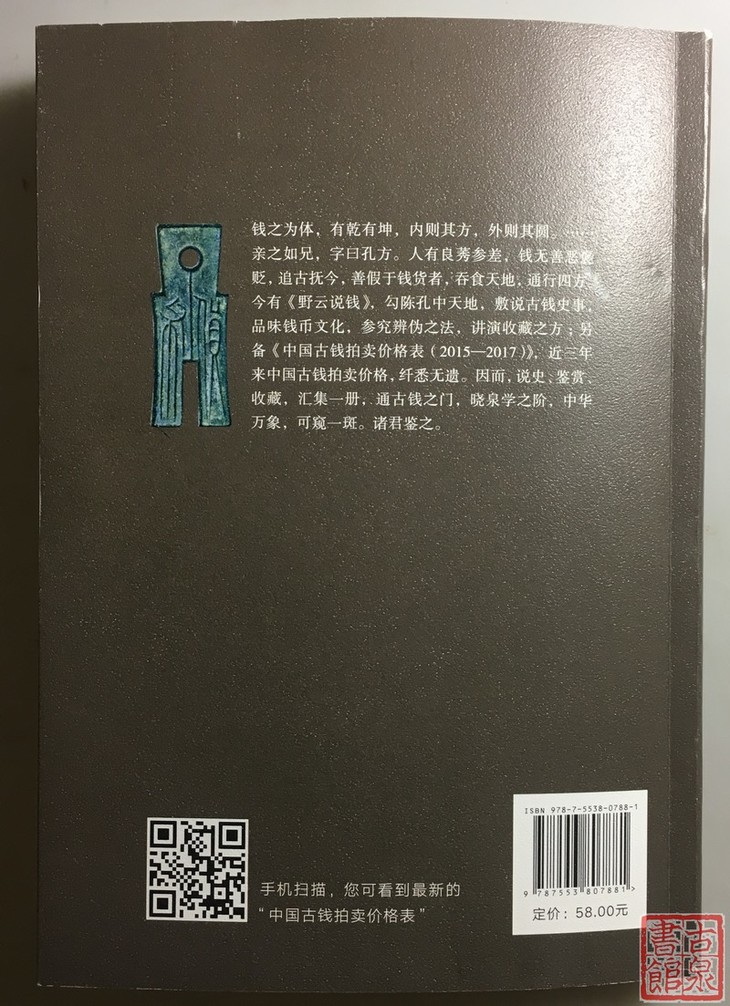 钱之为体，有乾有坤，内则其方，外则其圆。……
亲之如兄，字曰孔方。人有良莠参差，钱无善恶褒
贬，追古抚今，善假于钱货者，吞食天地，通行四方。
今有《野云说钱》，勾陈孔中天地，敷说古钱史事，
品味钱币文化，参究辨伪之法，讲演收藏之方；另
备《中国古钱拍卖价格表（2015—2017）》，近三年
来中国古钱拍卖价格，纤悉无遗。因而，说史、鉴赏、
收藏，汇集一册，通古钱之门，晓泉学之阶，中华
万象，可窥一斑。诸君鉴之。
手机扫描，您可看到最新的
“中国古钱拍卖价格表”
ISBN 978-7-5538-0788-1
9 787553 807881 >
定价：58.00元
古泉
書館